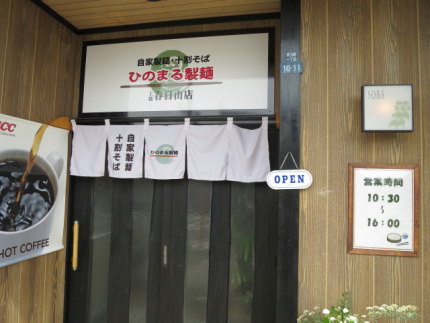 自家製麺・十割そば
ひのまる製麺
春日山店
16-11
SOBA
UCC
HOT COFFEE
自家製麺
十割そば
ひのまる製麺
OPEN
営業時間
10:30
～
16:00